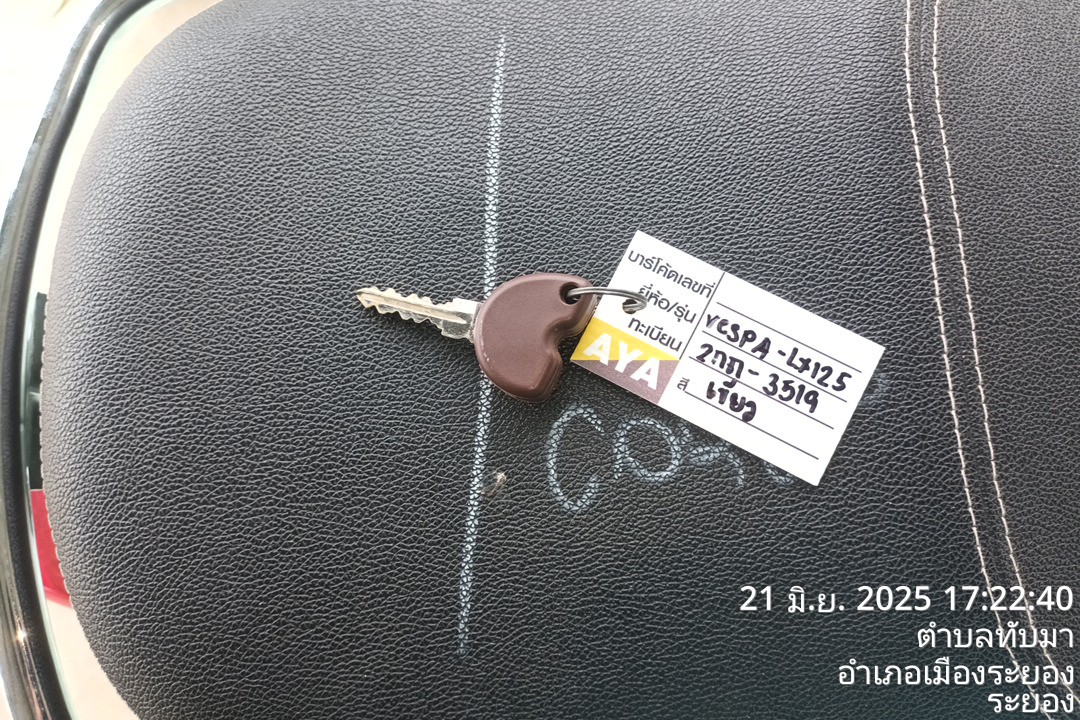 บาร์โค้ดเลขที่
ยี่ห้อ/รุ่น VESPA-LX125
ทะเบียน 2กฎ-3519
สี เขียว
AYA
21 มิ.ย. 2025 17:22:40
ตำบลทับมา
อำเภอเมืองระยอง
ระยอง